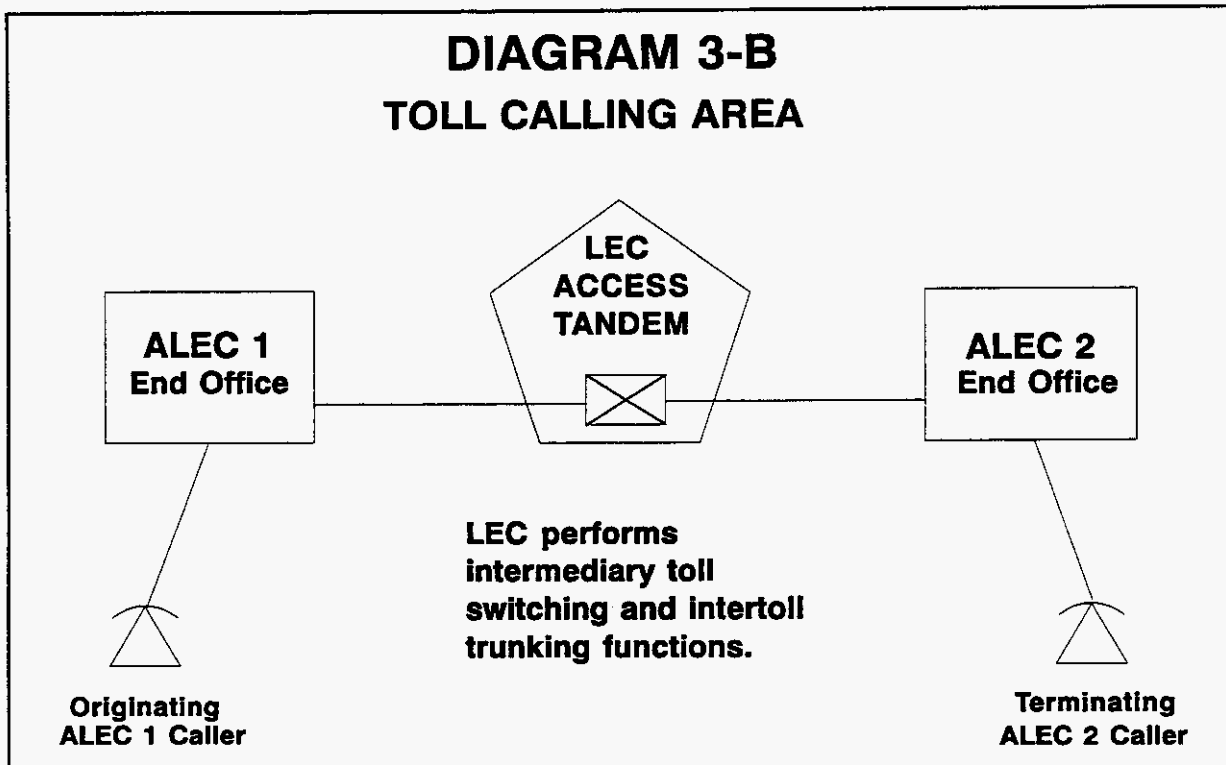 DIAGRAM 3-B
TOLL CALLING AREA
LEC
ACCESS
TANDEM
ALEC 1
End Office
ALEC 2
End Office
LEC performs
intermediary toll
switching and intertoll
trunking functions.
Originating
ALEC 1 Caller
Terminating
ALEC 2 Caller